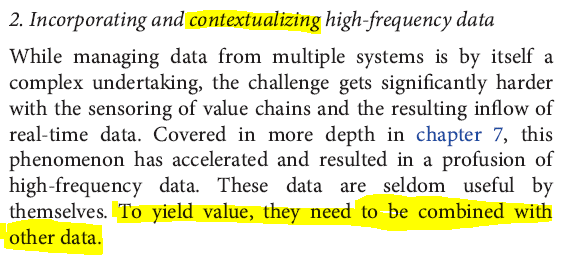 2. Incorporating and contextualizing high-frequency data
While managing data from multiple systems is by itself a
complex undertaking, the challenge gets significantly harder
with the sensoring of value chains and the resulting inflow of
real-time data. Covered in more depth in chapter 7, this
phenomenon has accelerated and resulted in a profusion of
high-frequency data. These data are seldom useful by
themselves. To yield value, they need to be combined with
other data.